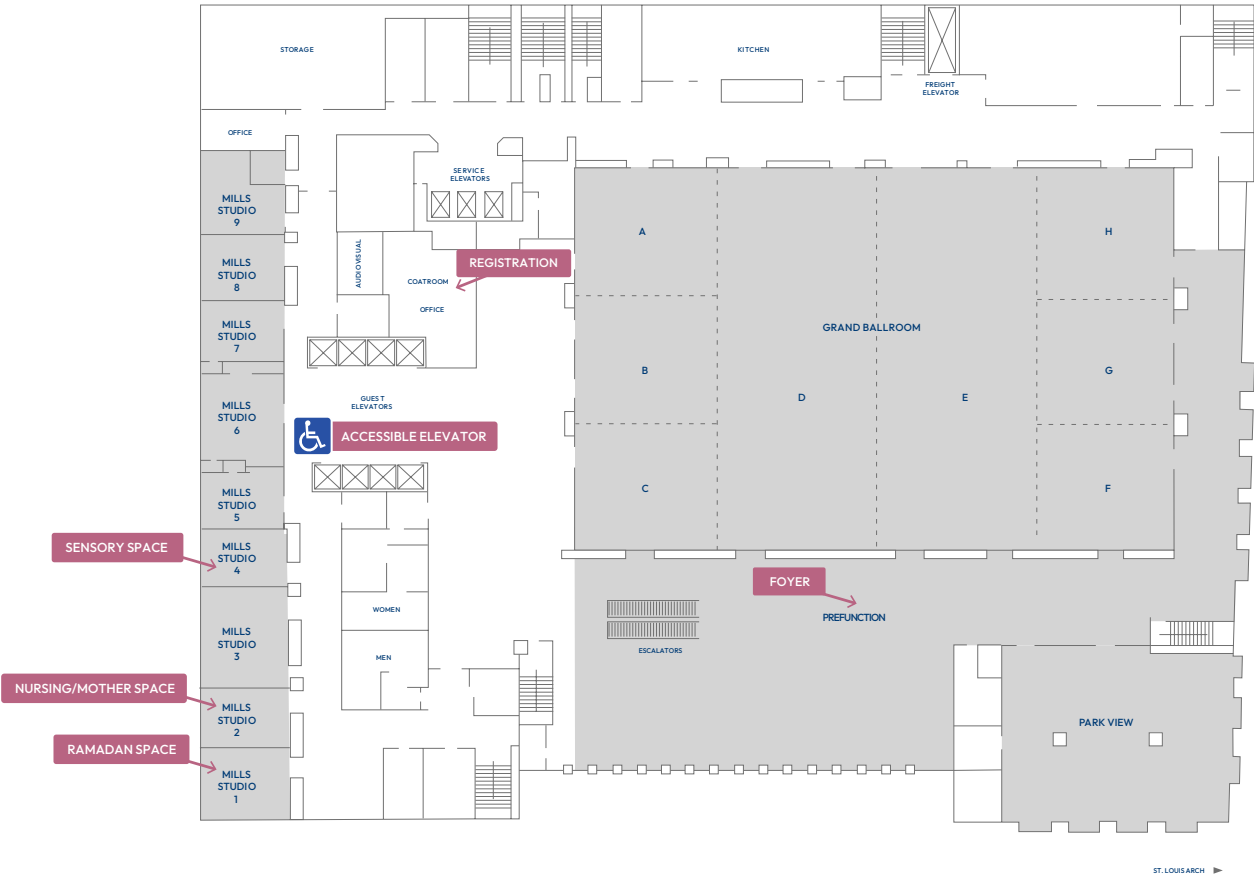 STORAGE
KITCHEN
FREIGHT
ELEVATOR
OFFICE
SERVICE
ELEVATORS
MILLS
STUDIO
9
A
H
AUDIOVISUAL
REGISTRATION
MILLS
STUDIO
8
COATROOM
OFFICE
GRAND BALLROOM
MILLS
STUDIO
7
B
G
D
E
GUEST
ELEVATORS
MILLS
STUDIO
6
ACCESSIBLE ELEVATOR
C
F
MILLS
STUDIO
5
SENSORY SPACE
MILLS
STUDIO
4
FOYER
PREFUNCTION
WOMEN
ESCALATORS
MEN
MILLS
STUDIO
3
NURSING/MOTHER SPACE
MILLS
STUDIO
2
PARK VIEW
RAMADAN SPACE
MILLS
STUDIO
1
ST. LOUIS ARCH